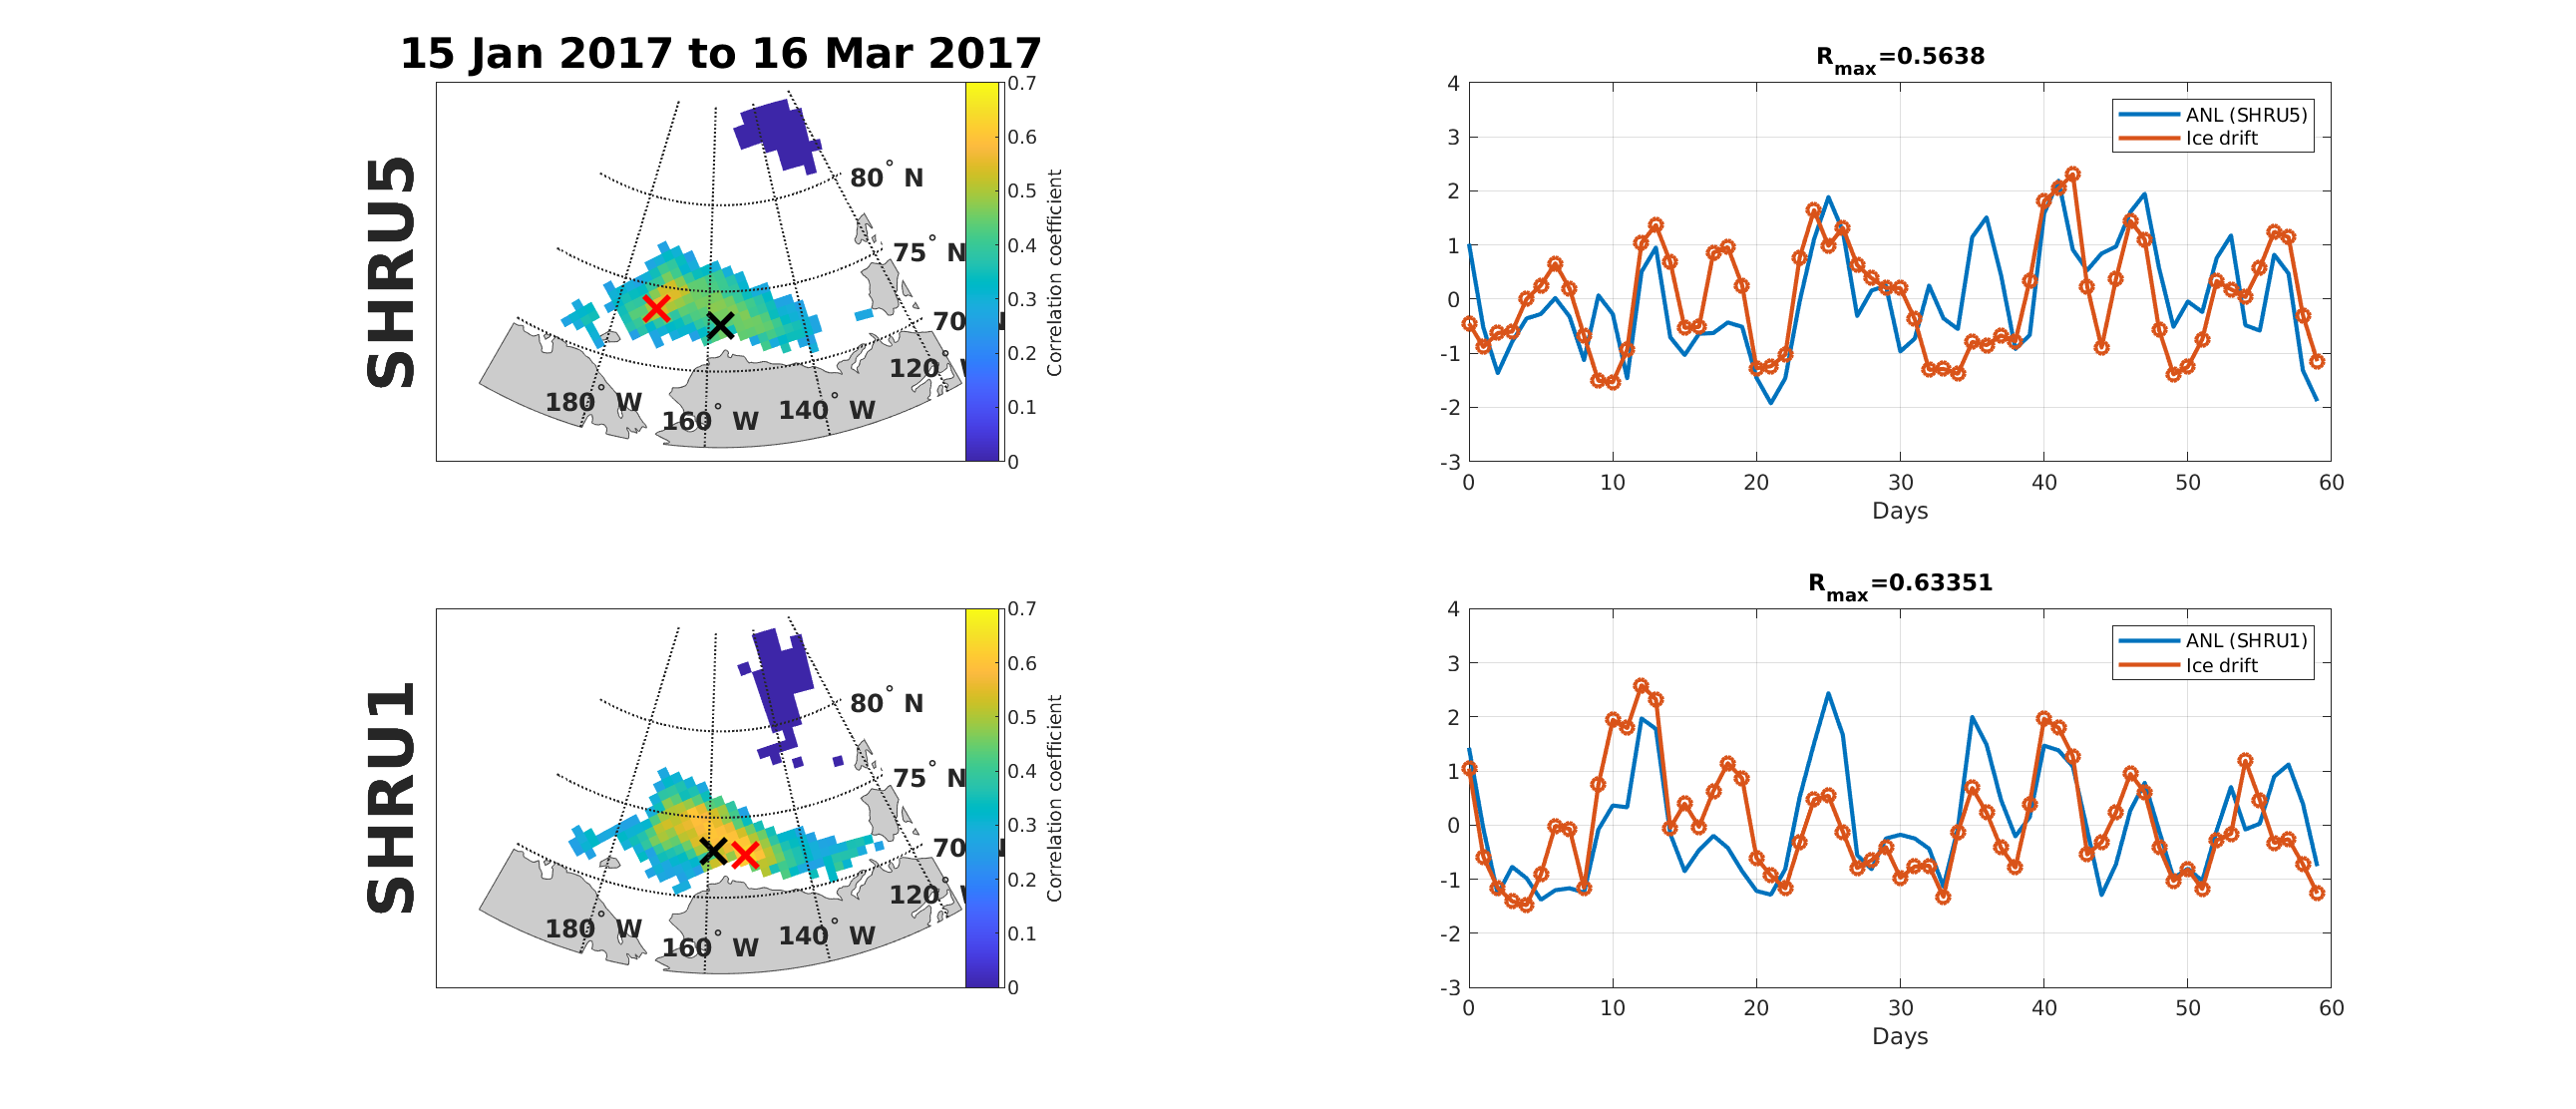 15 Jan 2017 to 16 Mar 2017
SHRU5
80° N
75° N
70° N
120° W
180° W
160° W
140° W
0.7
0.6
0.5
0.4
0.3
0.2
0.1
0
Correlation coefficient
Rmax=0.5638
ANL (SHRU5)
Ice drift
4
3
2
1
0
-1
-2
-3
0 10 20 30 40 50 60
Days
SHRU1
80° N
75° N
70° N
120° W
180° W
160° W
140° W
0.7
0.6
0.5
0.4
0.3
0.2
0.1
0
Correlation coefficient
Rmax=0.63351
ANL (SHRU1)
Ice drift
4
3
2
1
0
-1
-2
-3
0 10 20 30 40 50 60
Days